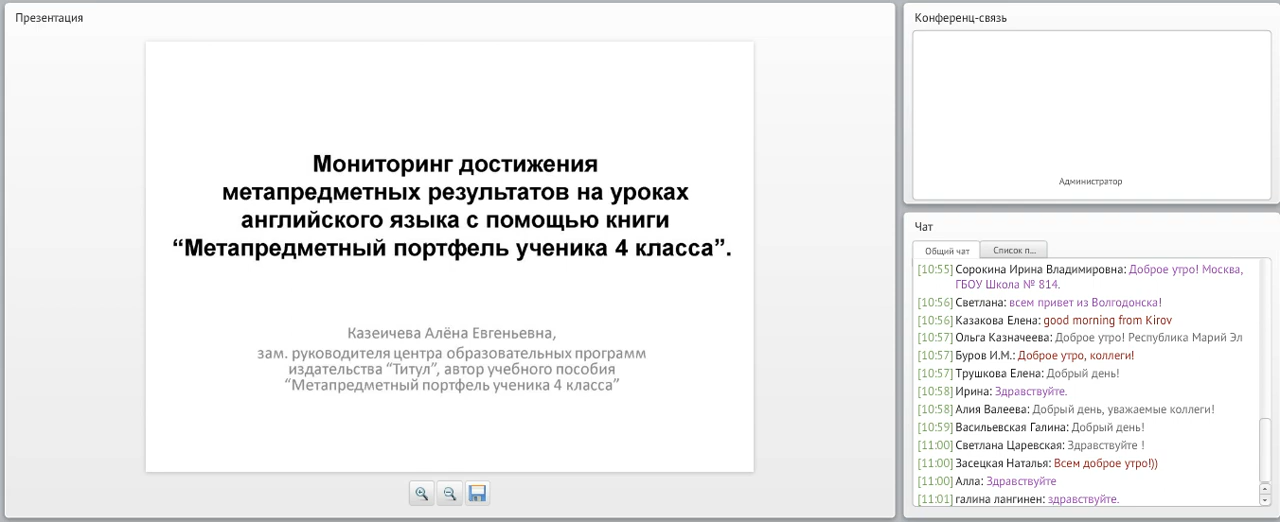 Презентация
Мониторинг достижения
метапредметных результатов на уроках
английского языка с помощью книги
“Метапредметный портфель ученика 4 класса”.
Казеичева Алёна Евгеньевна,
зам. руководителя центра образовательных программ
издательства “Титул”, автор учебного пособия
“Метапредметный портфель ученика 4 класса”
Конференц-связь
Администратор
Чат
Общий чат
Список п...
[10:55] Сорокина Ирина Владимировна: Доброе утро! Москва,
ГБОУ Школа № 814.
[10:56] Светлана: всем привет из Волгодонска!
[10:56] Казакова Елена: good morning from Kirov
[10:57] Ольга Казначеева: Доброе утро! Республика Марий Эл
[10:57] Буров И.М.: Доброе утро, коллеги!
[10:57] Трушкова Елена: Добрый день!
[10:58] Ирина: Здравствуйте.
[10:58] Алия Валеева: Добрый день, уважаемые коллеги!
[10:59] Васильевская Галина: Добрый день!
[11:00] Светлана Царевская: Здравствуйте !
[11:00] Засецкая Наталья: Всем доброе утро!))
[11:00] Алла: Здравствуйте
[11:01] галина лангинен: здравствуйте.